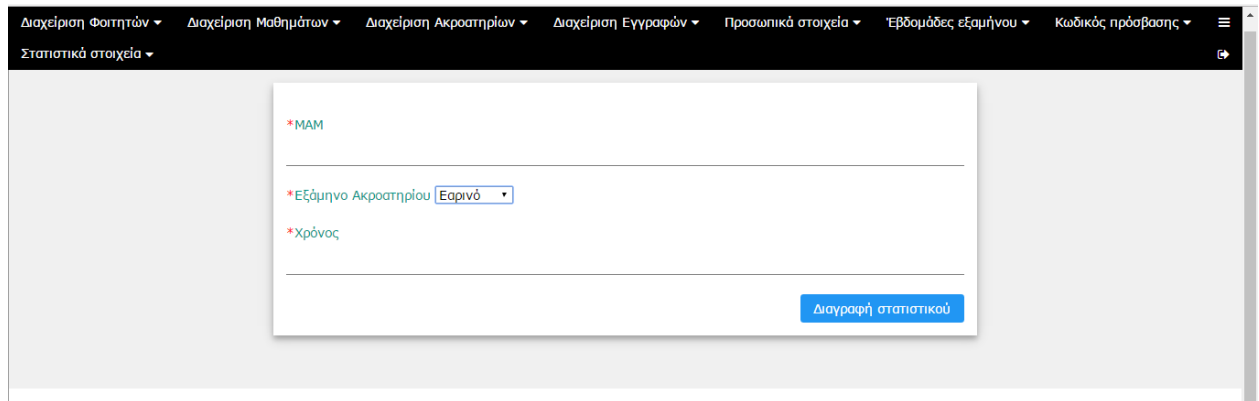 Διαχείριση Φοιτητών Διαχείριση Μαθημάτων Διαχείριση Ακροατηρίων Διαχείριση Εγγραφών Προσωπικά στοιχεία Έβδομάδες εξαμήνου Κωδικός πρόσβασης
Στατιστικά στοιχεία
*ΜΑΜ
*Εξάμηνο Ακροατηρίου Εαρινό
*Χρόνος
Διαγραφή στατιστικού